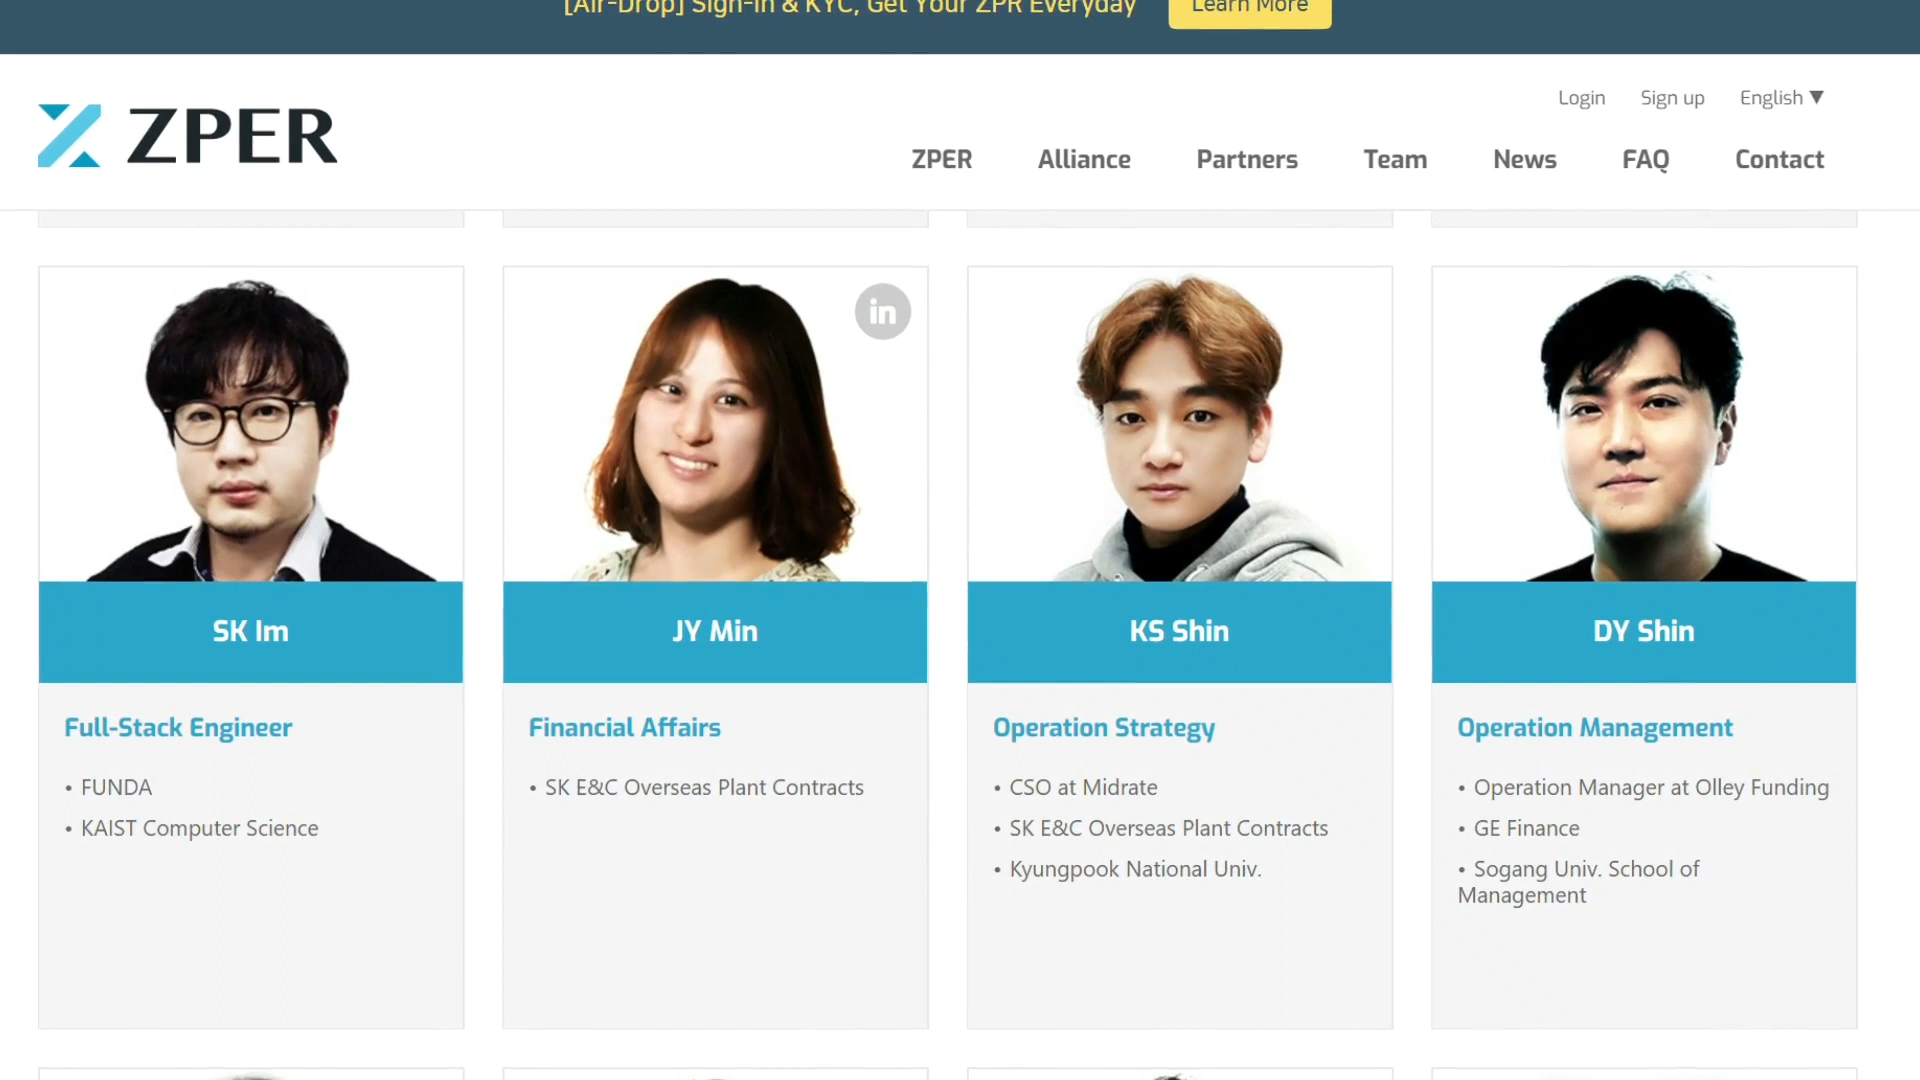 [Air-Drop] Sign-in & KYC, Get Your ZPR Everyday
Learn More
Login Sign up English ▼
ZPER
ZPER Alliance Partners Team News FAQ Contact
in
SK Im
JY Min
KS Shin
DY Shin
Full-Stack Engineer
• FUNDA
• KAIST Computer Science
Financial Affairs
• SK E&C Overseas Plant Contracts
Operation Strategy
• CSO at Midrate
• SK E&C Overseas Plant Contracts
• Kyungpook National Univ.
Operation Management
• Operation Manager at Olley Funding
• GE Finance
• Sogang Univ. School of
Management